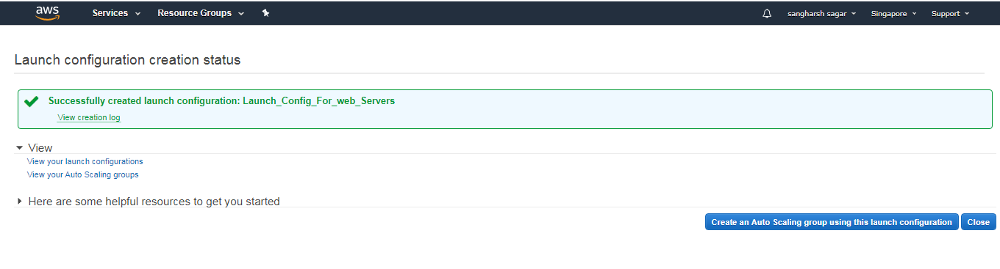 aws Services Resource Groups sangharsh sagar Singapore Support
Launch configuration creation status
Successfully created launch configuration: Launch_Config_For_web_Servers
View creation log
View
View your launch configurations
View your Auto Scaling groups
Here are some helpful resources to get you started
Create an Auto Scaling group using this launch configuration Close